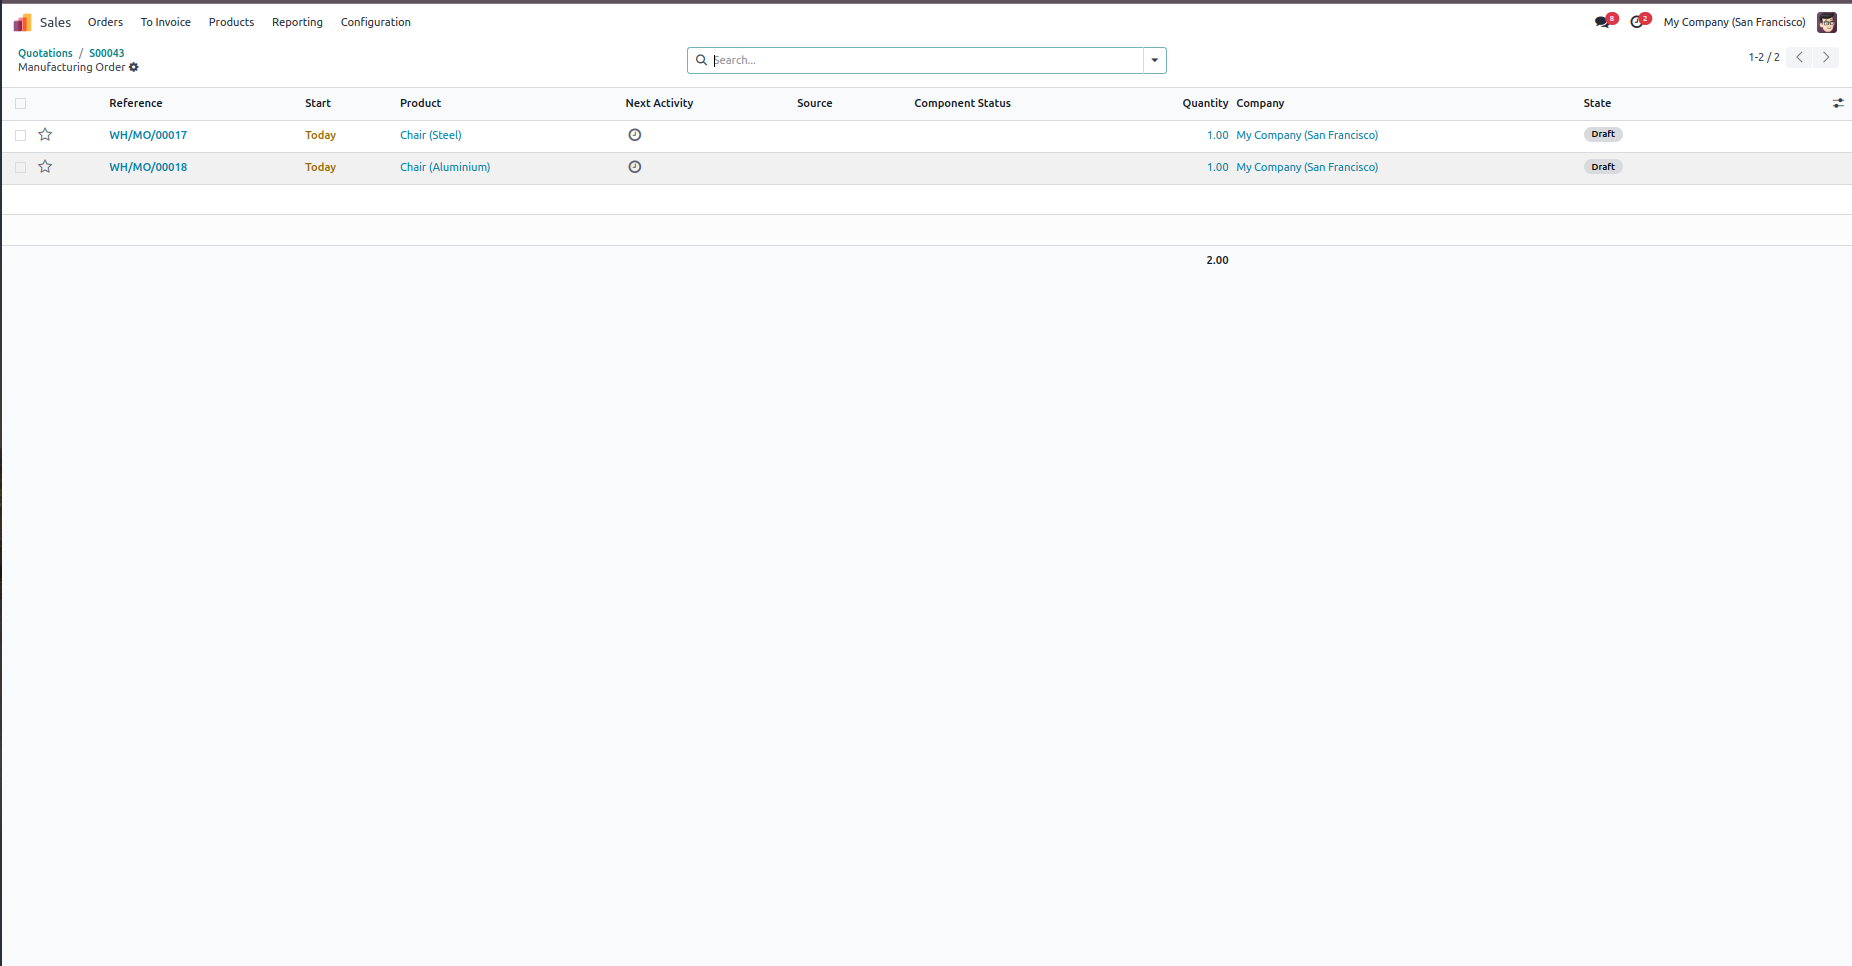 Sales Orders To Invoice Products Reporting Configuration 8 2 My Company (San Francisco)
Quotations / S00043
Manufacturing Order
Search...
1-2 / 2
Reference Start Product Next Activity Source Component Status Quantity Company State
WH/MO/00017 Today Chair (Steel) 1.00 My Company (San Francisco) Draft
WH/MO/00018 Today Chair (Aluminium) 1.00 My Company (San Francisco) Draft
2.00